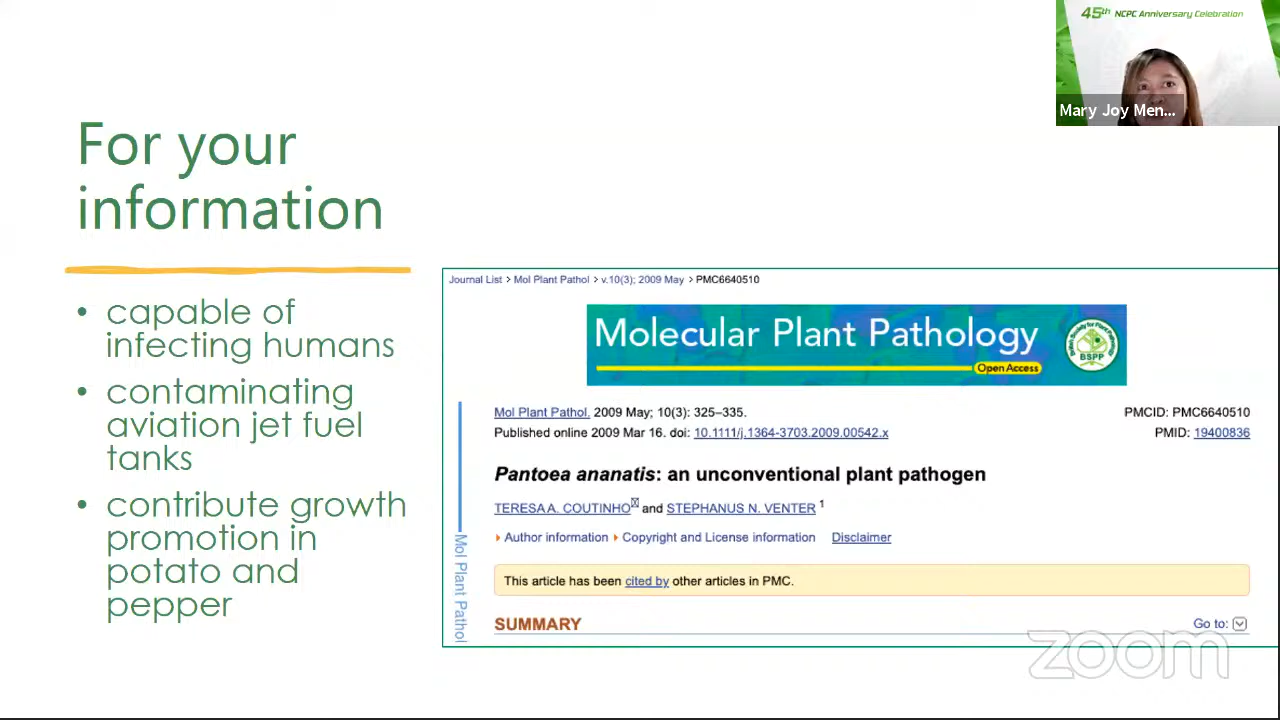 45th NCPC Anniversary Celebration
Mary Joy Men...
For your
information
• capable of
infecting humans
• contaminating
aviation jet fuel
tanks
• contribute growth
promotion in
potato and
pepper
Journal List > Mol Plant Pathol > v.10(3); 2009 May > PMC6640510
Molecular Plant Pathology
Open Access
British Society for Plant Pathology
BSPP
Mol Plant Pathol. 2009 May; 10(3): 325–335.
PMCID: PMC6640510
Published online 2009 Mar 16. doi: 10.1111/j.1364-3703.2009.00542.x
PMID: 19400836
Pantoea ananatis: an unconventional plant pathogen
TERESA A. COUTINHO and STEPHANUS N. VENTER 1
Author information Copyright and License information Disclaimer
This article has been cited by other articles in PMC.
SUMMARY
Go to:
Mol Plant Pathol
zoom